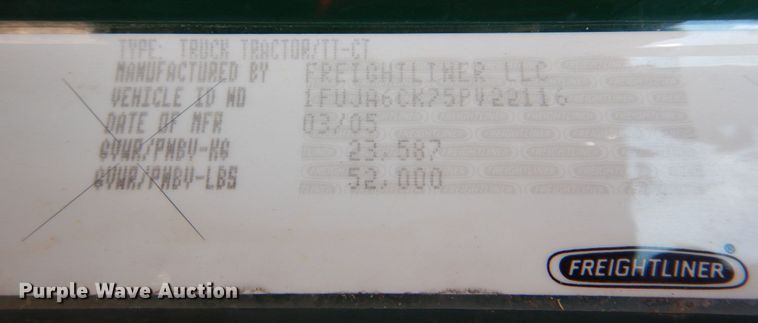 TYPE: TRUCK TRACTOR/TT-CT
MANUFACTURED BY FREIGHTLINER LLC
VEHICLE ID NO 1FUJA6CK75PV22116
DATE OF MFR 03/05
GVWR/PNBV-KG 23,587
GVWR/PNBV-LBS 52,000
FREIGHTLINER®
Purple Wave Auction